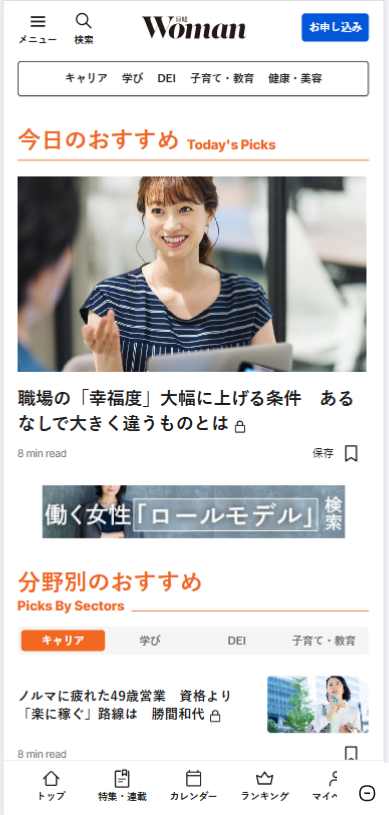 メニュー
検索
日経
Woman
お申し込み
キャリア 学び DEI 子育て・教育 健康・美容
今日のおすすめ Today's Picks
職場の「幸福度」大幅に上げる条件　ある
なしで大きく違うものとは
8 min read
保存
働く女性「ロールモデル」検索
分野別のおすすめ
Picks By Sectors
キャリア 学び DEI 子育て・教育
ノルマに疲れた49歳営業　資格より
「楽に稼ぐ」路線は　勝間和代
8 min read
トップ 特集・連載 カレンダー ランキング マイペ